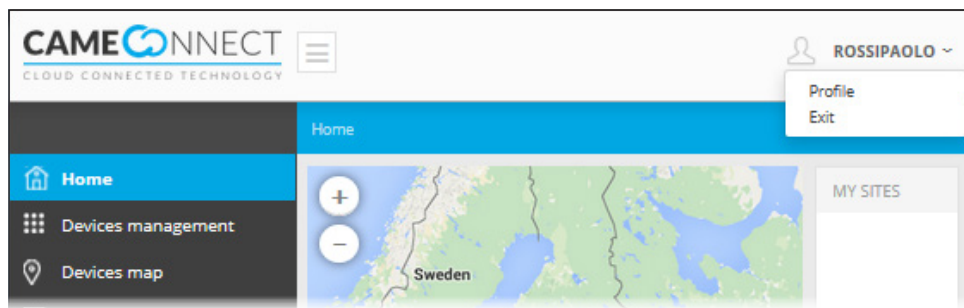 CAMECONNECT
CLOUD CONNECTED TECHNOLOGY
ROSSIPAOLO
Profile
Exit
Home
Home
MY SITES
Devices management
Devices map
Sweden